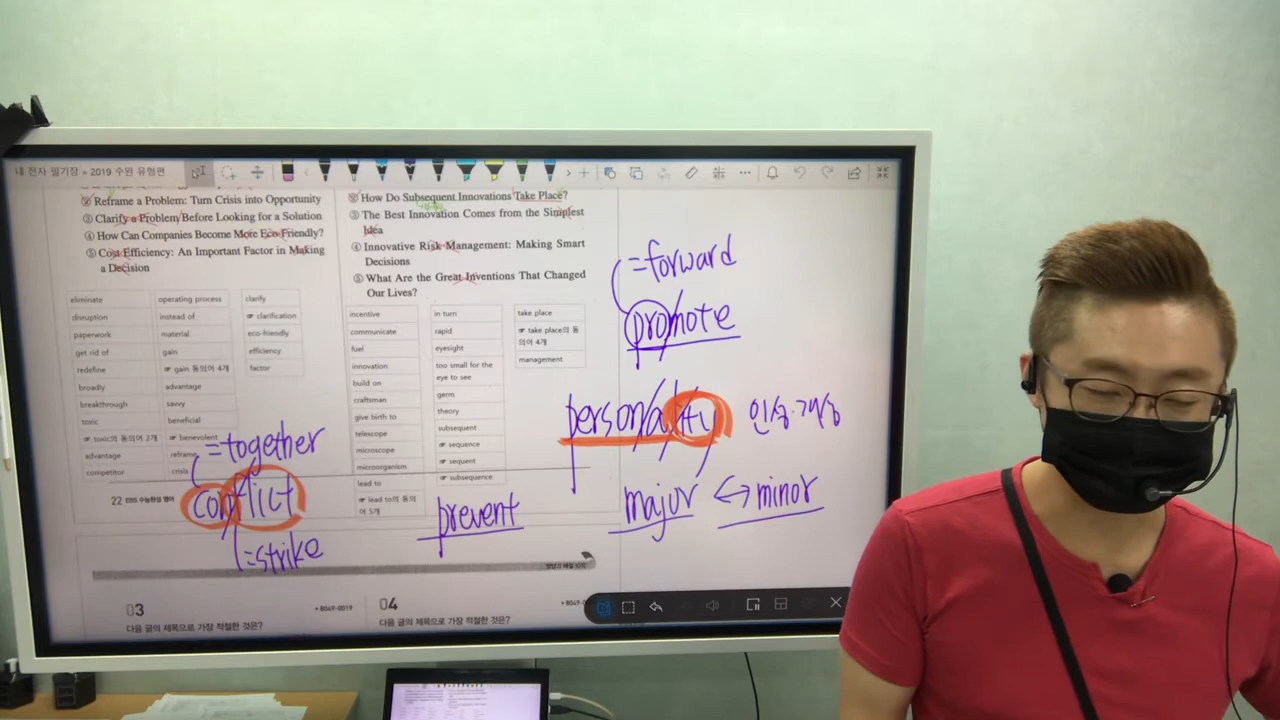 내 전자 필기장 » 2019 수완 유형편
② Reframe a Problem: Turn Crisis into Opportunity
③ Clarify a Problem Before Looking for a Solution
④ How Can Companies Become More Eco-Friendly?
⑤ Cost Efficiency: An Important Factor in Making
a Decision
eliminate
disruption
paperwork
get rid of
redefine
broadly
breakthrough
toxic
☞ toxic의 동의어 2개
advantage
competitor
operating process
instead of
material
gain
☞ gain 동의어 4개
advantage
savvy
beneficial
☞ benevolent
reframe
crisis
clarify
☞ clarification
eco-friendly
efficiency
factor
22 EBS 수능완성 영어
② How Do Subsequent Innovations Take Place?
③ The Best Innovation Comes from the Simplest
Idea
④ Innovative Risk-Management: Making Smart
Decisions
⑤ What Are the Great Inventions That Changed
Our Lives?
incentive
communicate
fuel
innovation
build on
craftsman
give birth to
telescope
microscope
microorganism
lead to
☞ lead to의 동의
어 5개
in turn
rapid
eyesight
too small for the
eye to see
germ
theory
subsequent
☞ sequence
☞ sequent
☞ subsequence
take place
☞ take place의 동
의어 4개
management
=forward
promote
personality 인성·개성
major ↔ minor
=together
conflict
=strike
prevent
03
▸8049-0019
다음 글의 제목으로 가장 적절한 것은?
04
▸8049-
다음 글의 제목으로 가장 적절한 것은?